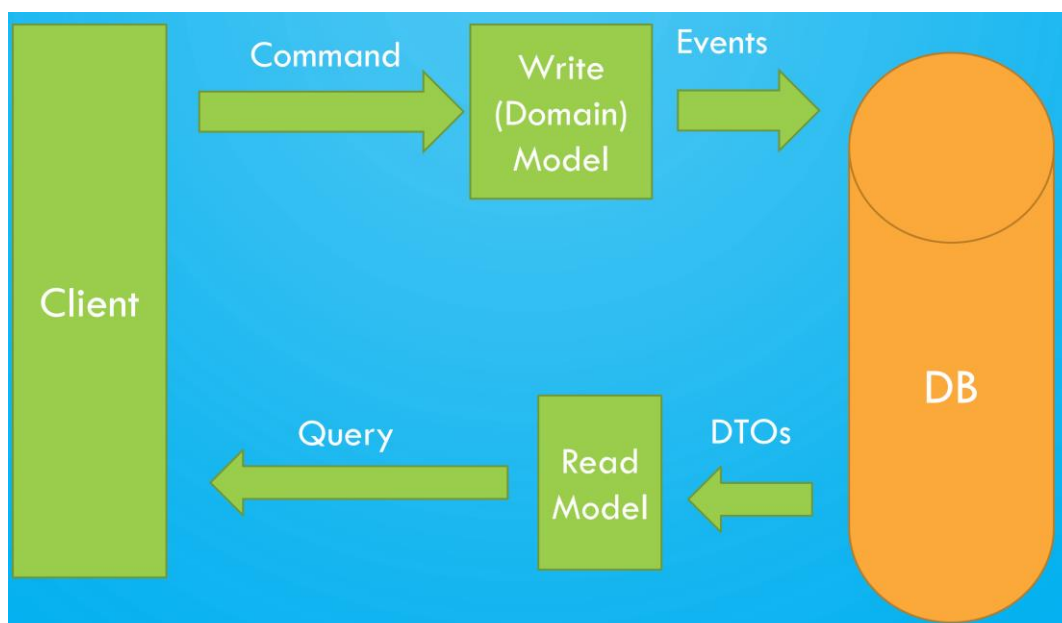 Command
Write
(Domain)
Model
Events
Client
DB
Query
Read
Model
DTOs